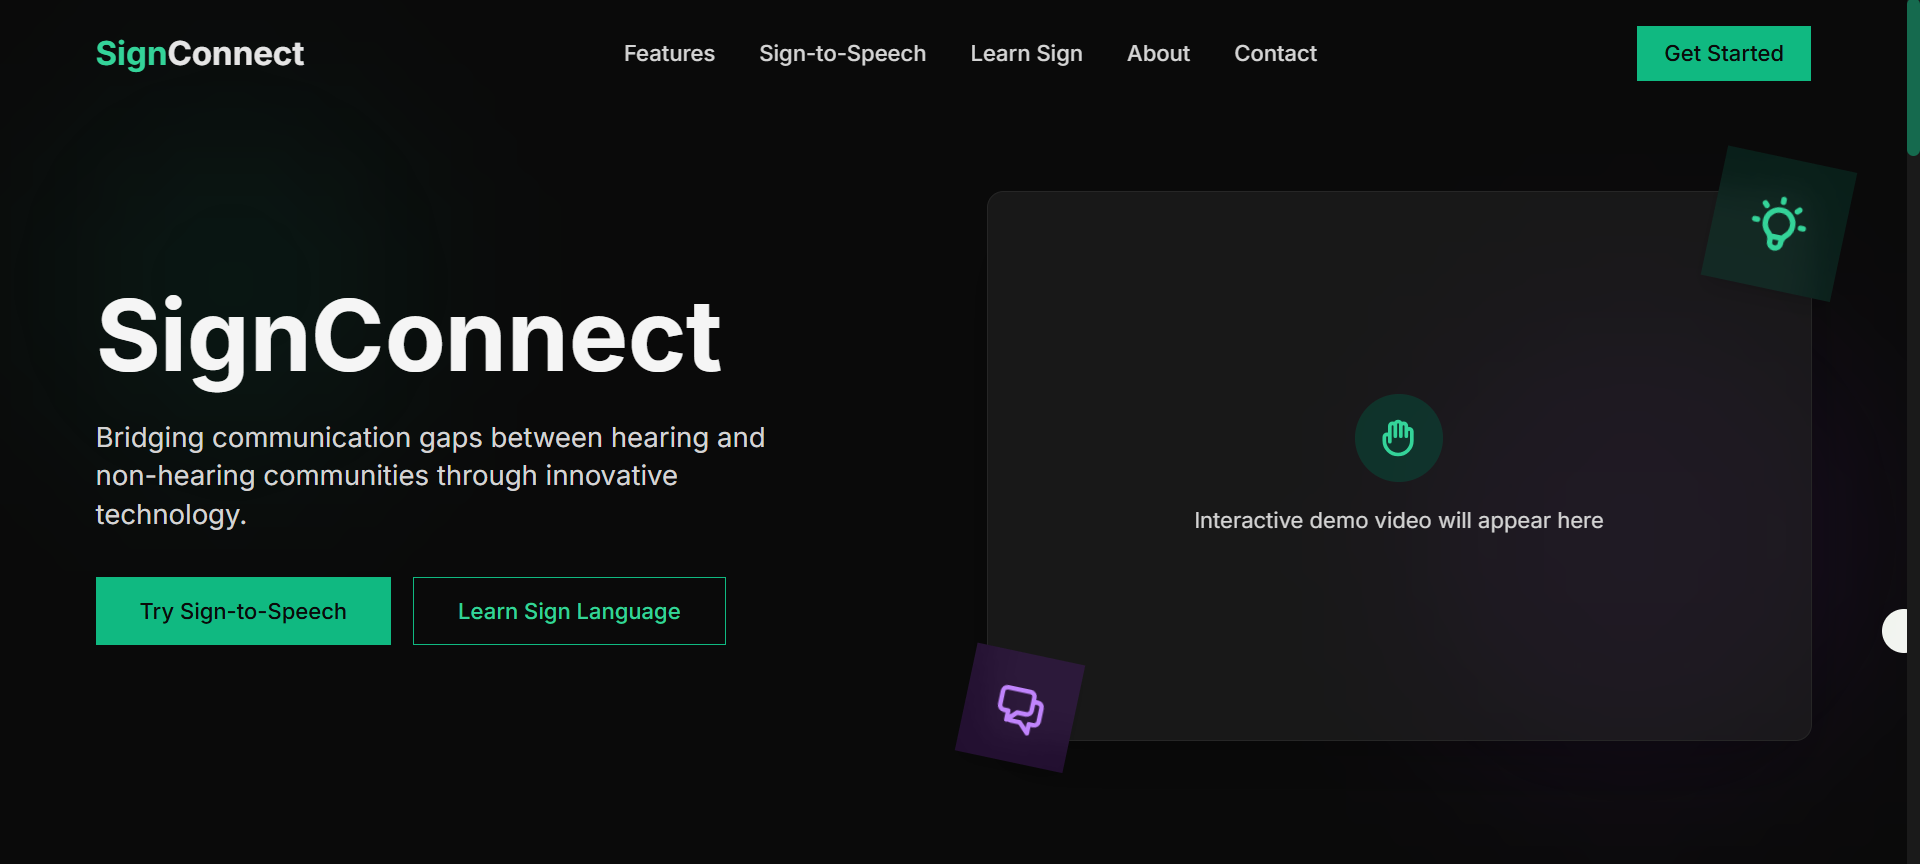 SignConnect
Features
Sign-to-Speech
Learn Sign
About
Contact
Get Started
SignConnect
Bridging communication gaps between hearing and
non-hearing communities through innovative
technology.
Try Sign-to-Speech
Learn Sign Language
Interactive demo video will appear here